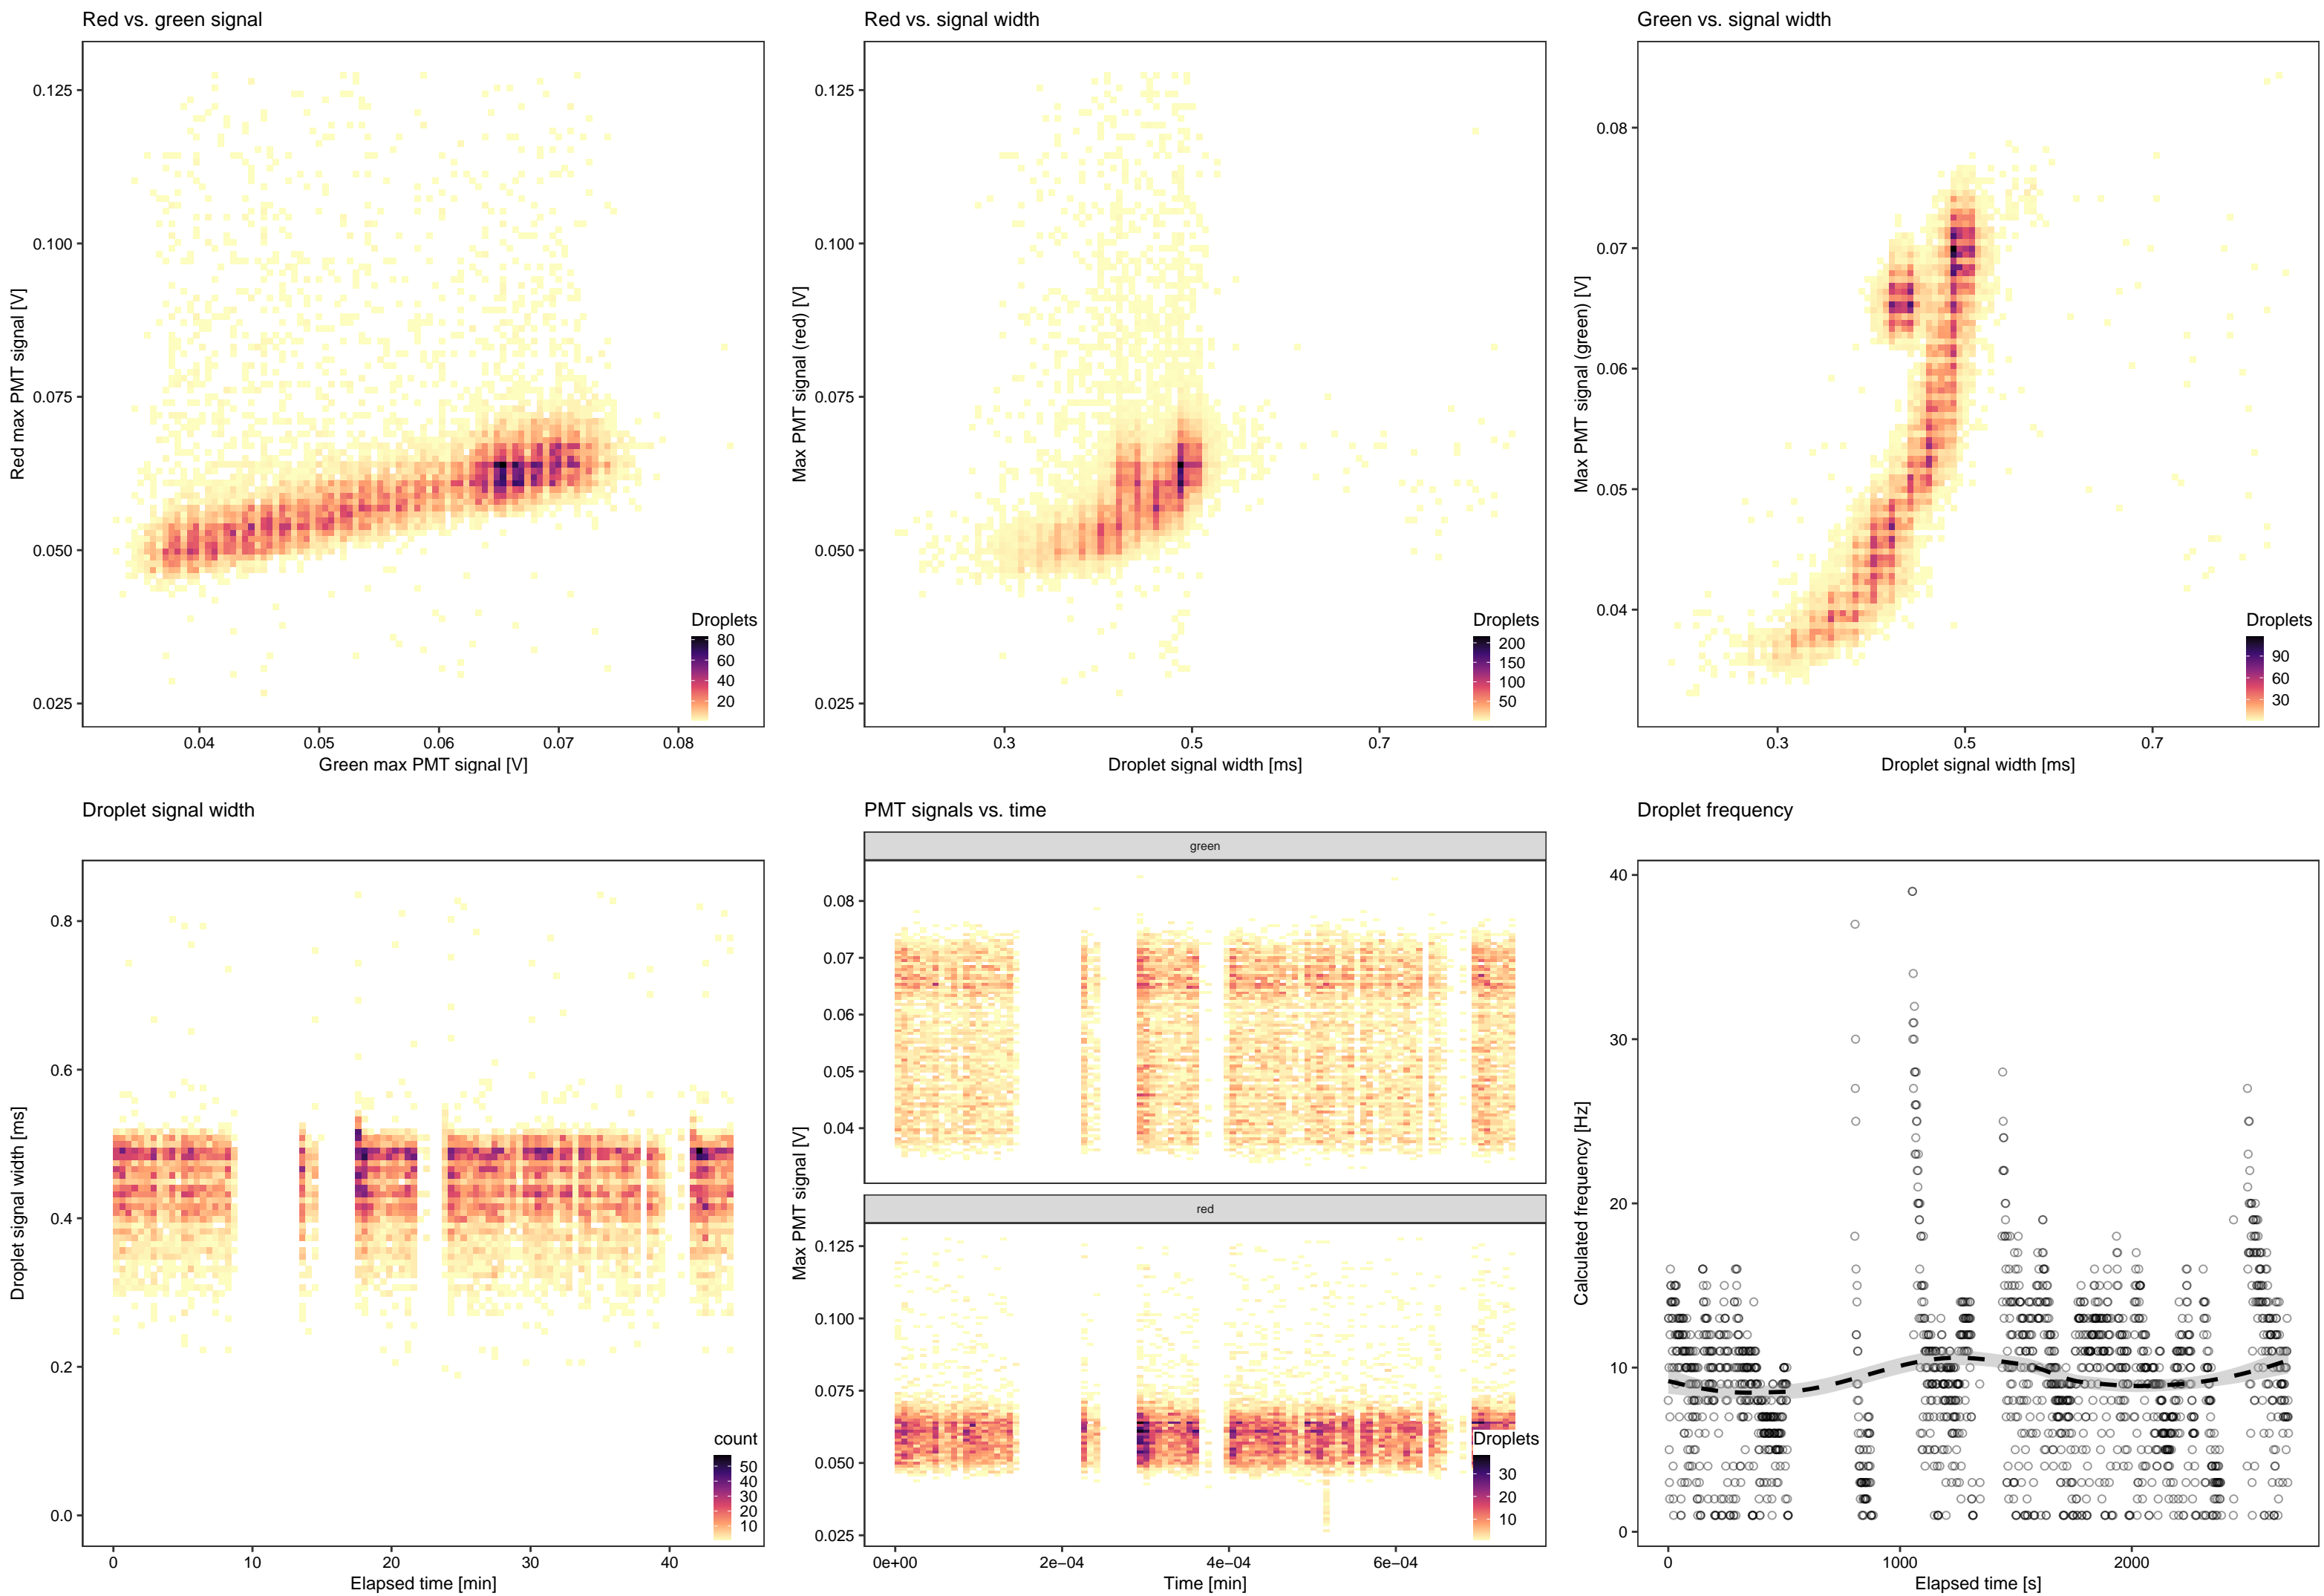 Red vs. green signal
Red max PMT signal [V]
0.125
0.100
0.075
0.050
0.025
0.04 0.05 0.06 0.07 0.08
Green max PMT signal [V]
Droplets
80
60
40
20
Red vs. signal width
Max PMT signal (red) [V]
0.125
0.100
0.075
0.050
0.025
0.3 0.5 0.7
Droplet signal width [ms]
Droplets
200
150
100
50
Green vs. signal width
Max PMT signal (green) [V]
0.08
0.07
0.06
0.05
0.04
0.3 0.5 0.7
Droplet signal width [ms]
Droplets
90
60
30
Droplet signal width
Droplet signal width [ms]
0.8
0.6
0.4
0.2
0.0
0 10 20 30 40
Elapsed time [min]
count
50
40
30
20
10
PMT signals vs. time
green
Max PMT signal [V]
0.08
0.07
0.06
0.05
0.04
red
0.125
0.100
0.075
0.050
0.025
0e+00 2e−04 4e−04 6e−04
Time [min]
Droplets
30
20
10
Droplet frequency
Calculated frequency [Hz]
40
30
20
10
0
0 1000 2000
Elapsed time [s]